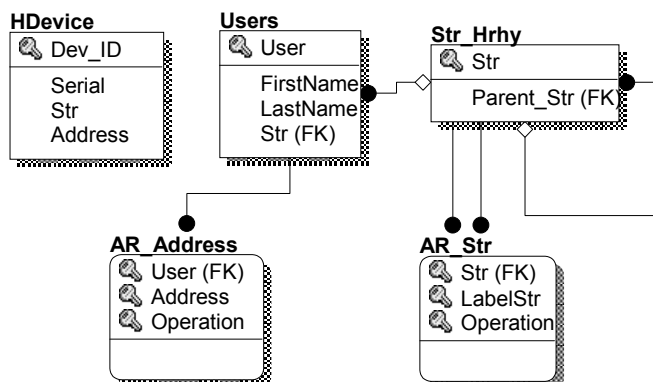 HDevice
Dev_ID
Serial
Str
Address
Users
User
FirstName
LastName
Str (FK)
Str_Hrhy
Str
Parent_Str (FK)
AR_Address
User (FK)
Address
Operation
AR_Str
Str (FK)
LabelStr
Operation